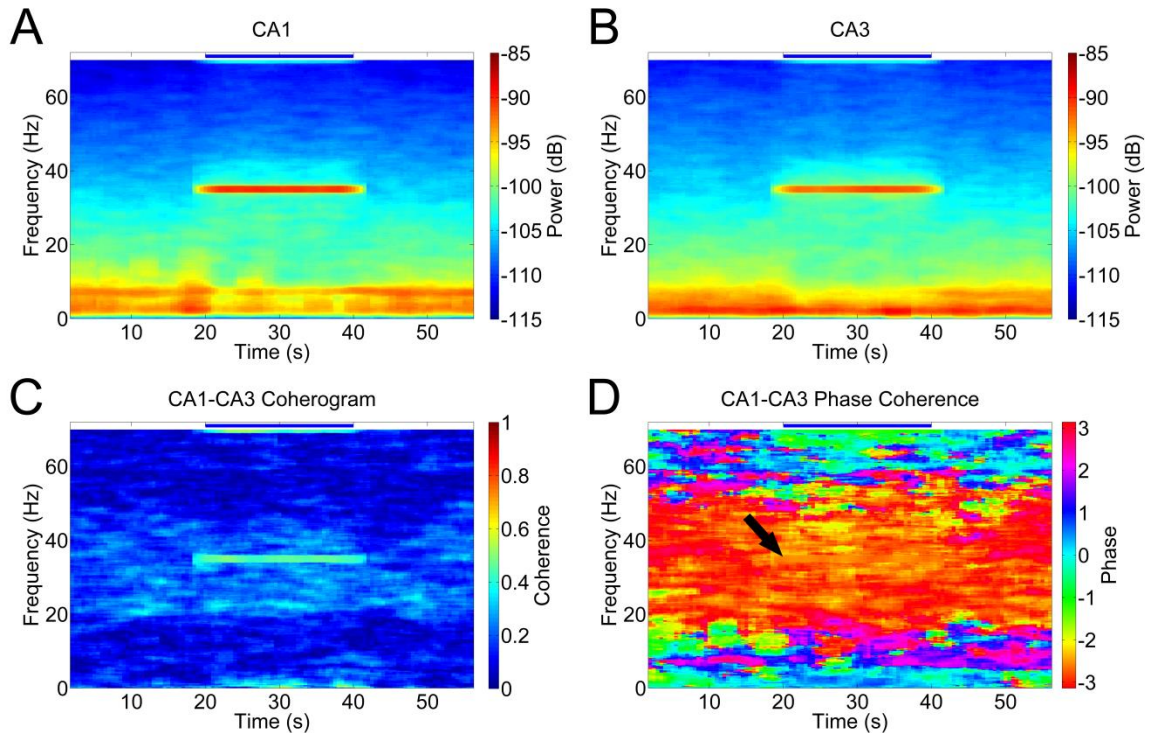 A
CA1
Frequency (Hz)
60
40
20
0
10 20 30 40 50
Time (s)
-85
-90
-95
-100
-105
-110
-115
Power (dB)
B
CA3
Frequency (Hz)
60
40
20
0
10 20 30 40 50
Time (s)
-85
-90
-95
-100
-105
-110
-115
Power (dB)
C
CA1-CA3 Coherogram
Frequency (Hz)
60
40
20
0
10 20 30 40 50
Time (s)
1
0.8
0.6
0.4
0.2
0
Coherence
D
CA1-CA3 Phase Coherence
Frequency (Hz)
60
40
20
0
10 20 30 40 50
Time (s)
3
2
1
0
-1
-2
-3
Phase